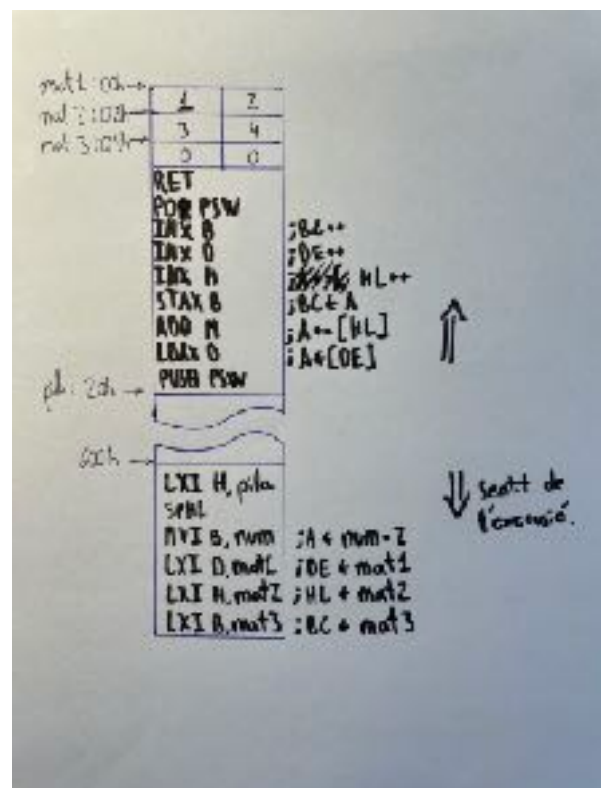 mat1: 00h→
1 2
mat2:02h→
3 4
mat3:04h→
0 0
RET
POP PSW
INX B ;BC++
INX D ;DE++
INX H ; HL++
STAX B ;BC←A
ADD M ;A←[HL]
LDAX D ;A←[DE]
PUSH PSW
20h →
600h →
LXI H, pila
SPHL
MVI B, num ;A ← num-2
LXI D, mat1 ;DE ← mat1
LXI H, mat2 ;HL ← mat2
LXI B, mat3 ;BC ← mat3
Sentit de
l'execució.